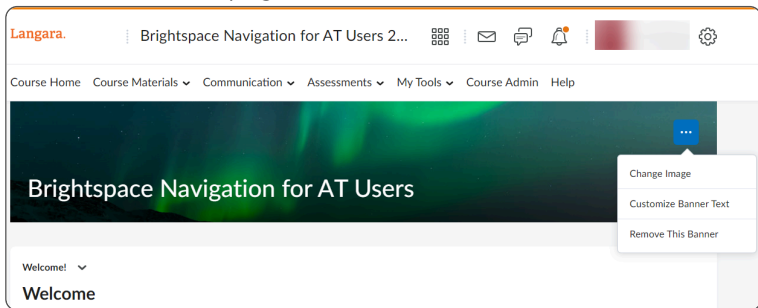 Langara.
Brightspace Navigation for AT Users 2...
Course Home Course Materials Communication Assessments My Tools Course Admin Help
Brightspace Navigation for AT Users
Change Image
Customize Banner Text
Remove This Banner
Welcome!
Welcome